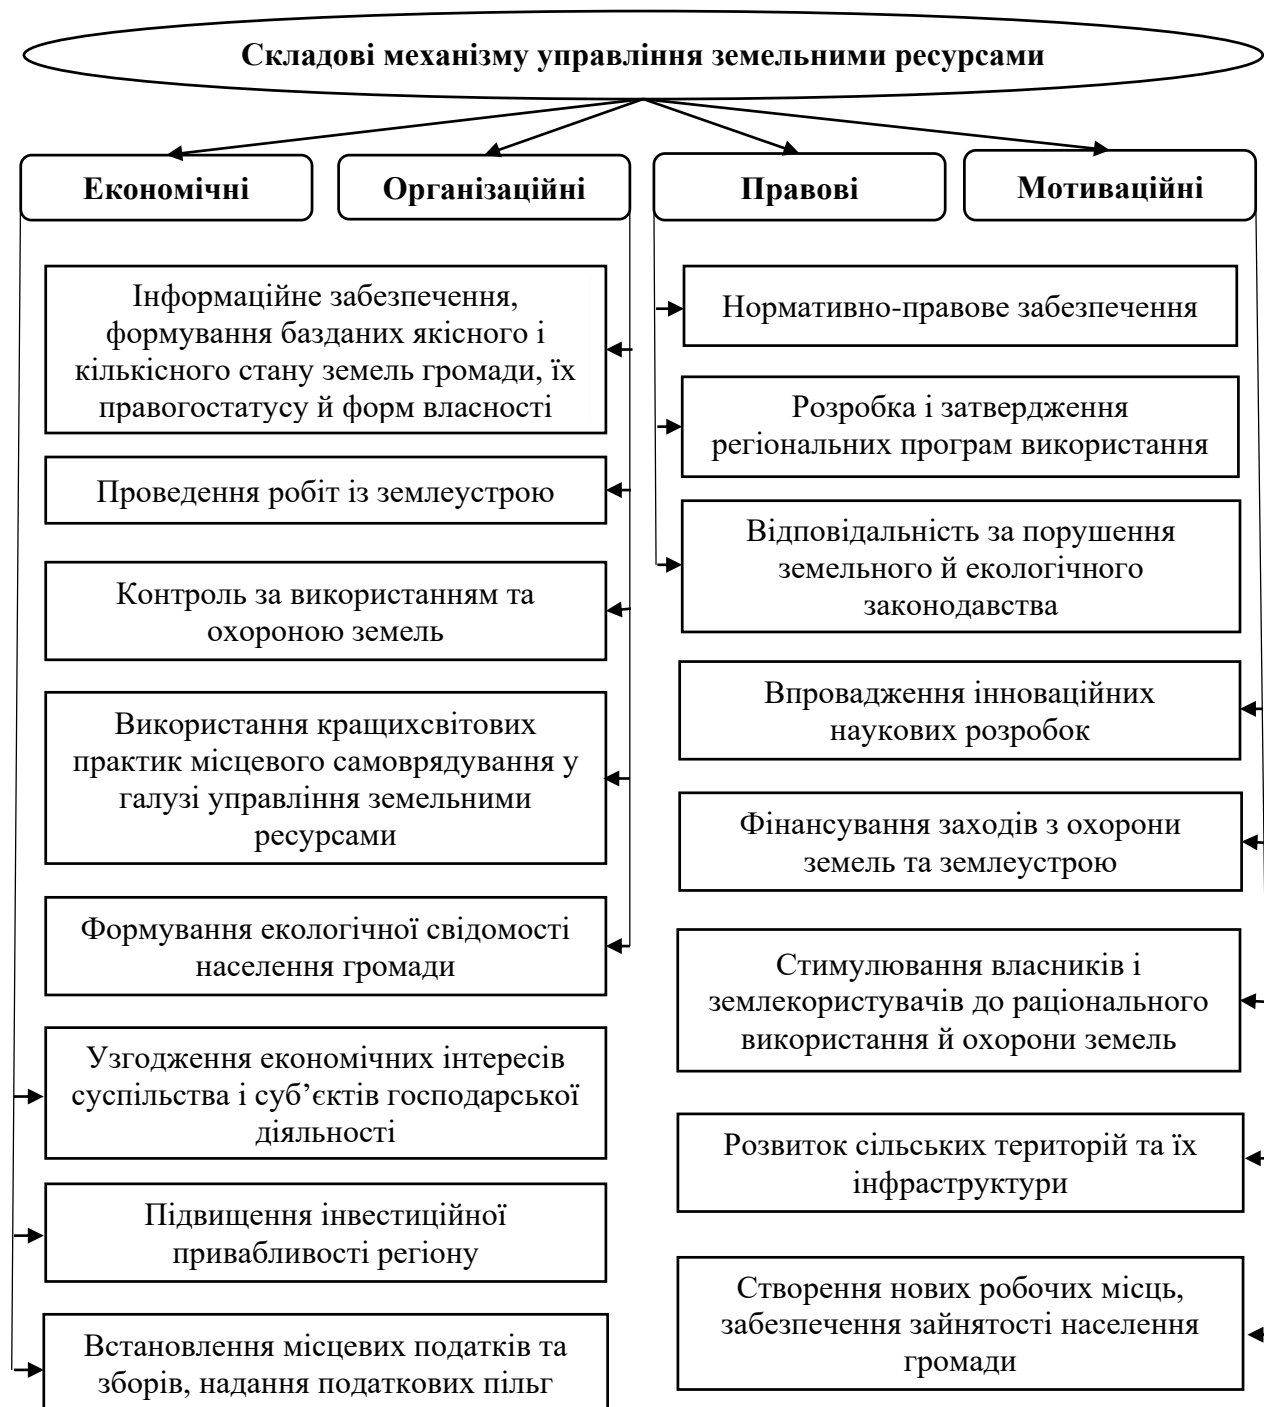 Складові механізму управління земельними ресурсами
Економічні
Організаційні
Правові
Мотиваційні
Інформаційне забезпечення,
формування базданих якісного і
кількісного стану земель громади, їх
правогостатусу й форм власності
Проведення робіт із землеустрою
Контроль за використанням та
охороною земель
Використання кращихсвітових
практик місцевого самоврядування у
галузі управління земельними
ресурсами
Формування екологічної свідомості
населення громади
Узгодження економічних інтересів
суспільства і суб’єктів господарської
діяльності
Підвищення інвестиційної
привабливості регіону
Встановлення місцевих податків та
зборів, надання податкових пільг
Нормативно-правове забезпечення
Розробка і затвердження
регіональних програм використання
Відповідальність за порушення
земельного й екологічного
законодавства
Впровадження інноваційних
наукових розробок
Фінансування заходів з охорони
земель та землеустрою
Стимулювання власників і
землекористувачів до раціонального
використання й охорони земель
Розвиток сільських територій та їх
інфраструктури
Створення нових робочих місць,
забезпечення зайнятості населення
громади